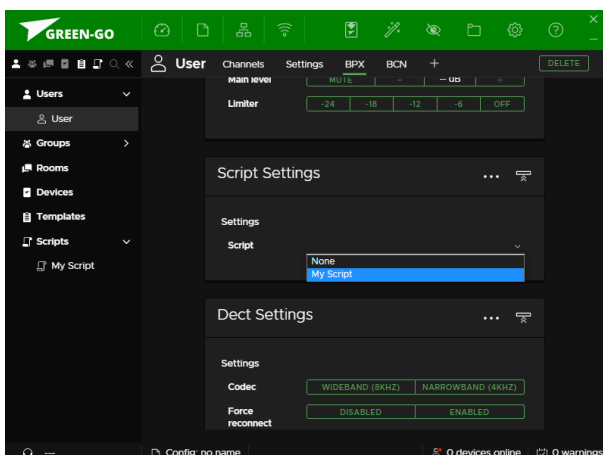 GREEN-GO
User Channels Settings BPX BCN + DELETE
Users
User
Groups
Rooms
Devices
Templates
Scripts
My Script
Main level MUTE - -- dB +
Limiter -24 -18 -12 -6 OFF
Script Settings
Settings
Script
None
My Script
Dect Settings
Settings
Codec WIDEBAND (8KHZ) NARROWBAND (4KHZ)
Force reconnect DISABLED ENABLED
--- Config: no name 0 devices online 0 warnings